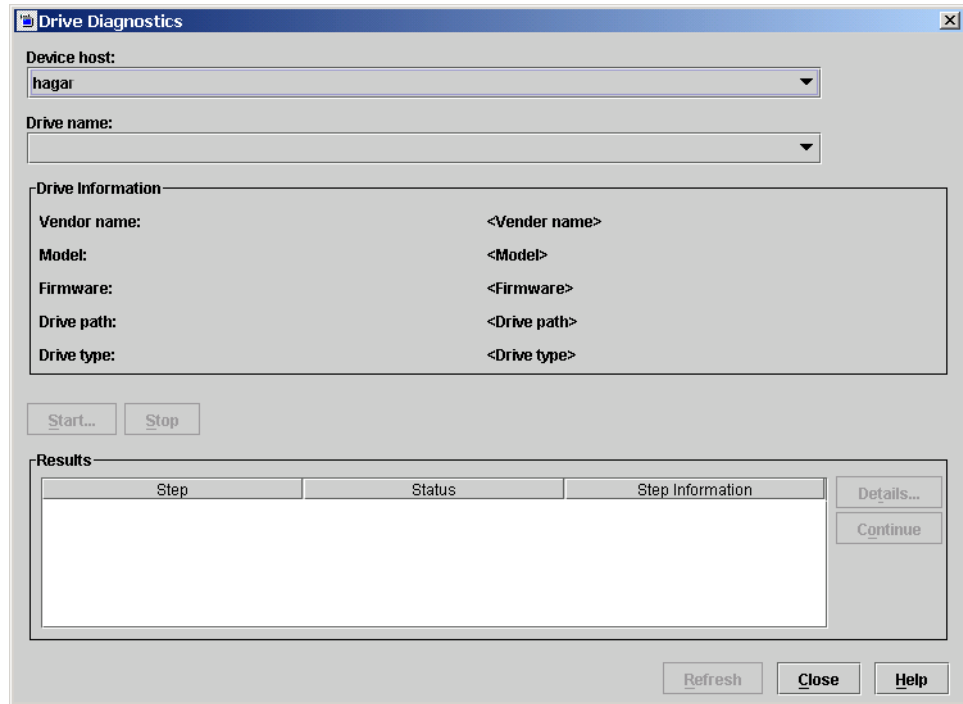 Drive Diagnostics
Device host:
hagar
Drive name:
Drive Information
Vendor name: <Vender name>
Model: <Model>
Firmware: <Firmware>
Drive path: <Drive path>
Drive type: <Drive type>
Start... Stop
Results
Step Status Step Information
Details...
Continue
Refresh Close Help